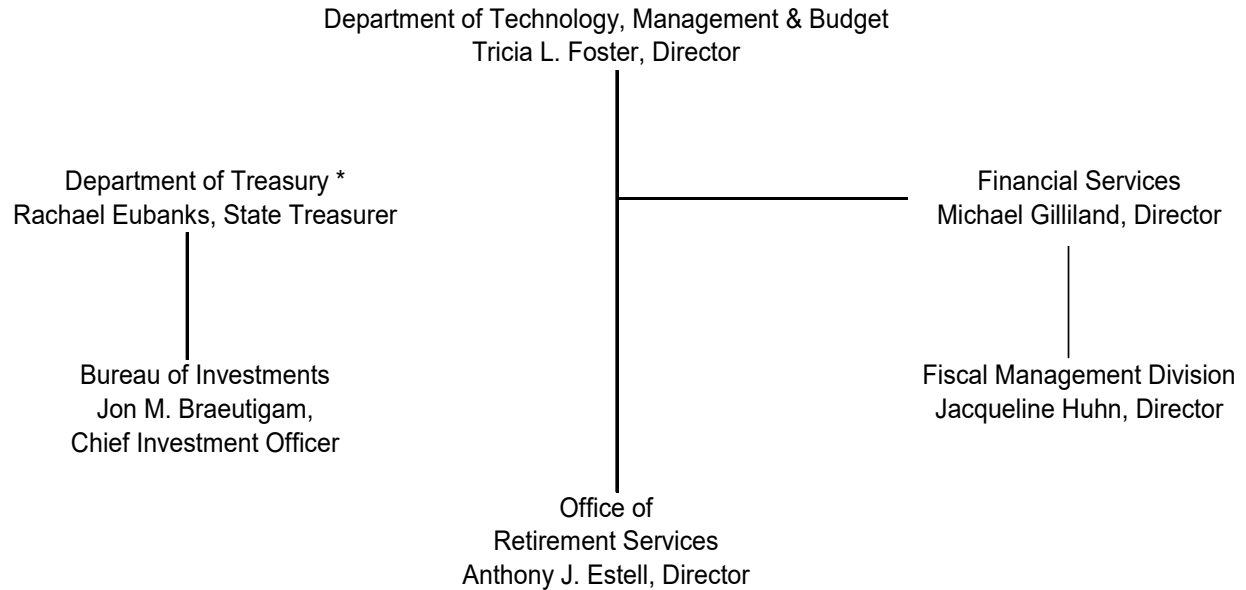 Department of Technology, Management & Budget
Tricia L. Foster, Director
Department of Treasury *
Rachael Eubanks, State Treasurer
Financial Services
Michael Gilliland, Director
Bureau of Investments
Jon M. Braeutigam,
Chief Investment Officer
Fiscal Management Division
Jacqueline Huhn, Director
Office of
Retirement Services
Anthony J. Estell, Director